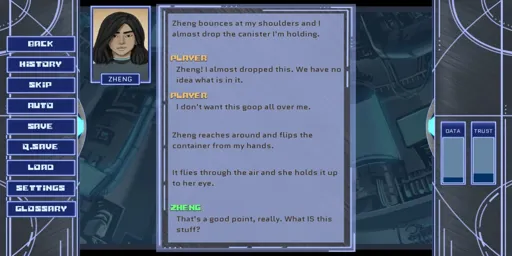 BACK
HISTORY
SKIP
AUTO
SAVE
Q.SAVE
LOAD
SETTINGS
GLOSSARY
ZHENG
Zheng bounces at my shoulders and I
almost drop the canister I'm holding.
PLAYER
Zheng! I almost dropped this. We have no
idea what is in it.
PLAYER
I don't want this goop all over me.
Zheng reaches around and flips the
container from my hands.
It flies through the air and she holds it up
to her eye.
ZHENG
That's a good point, really. What IS this
stuff?
DATA
TRUST